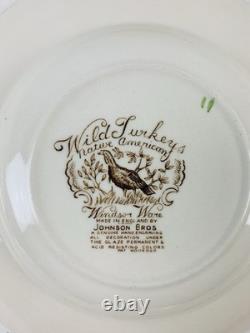 Wild Turkeys
Native American
Windsor Ware
MADE IN ENGLAND BY
JOHNSON BROS
A GENUINE HAND ENGRAVING
ALL DECORATION UNDER
THE GLAZE PERMANENT &
ACID RESISTING COLORS